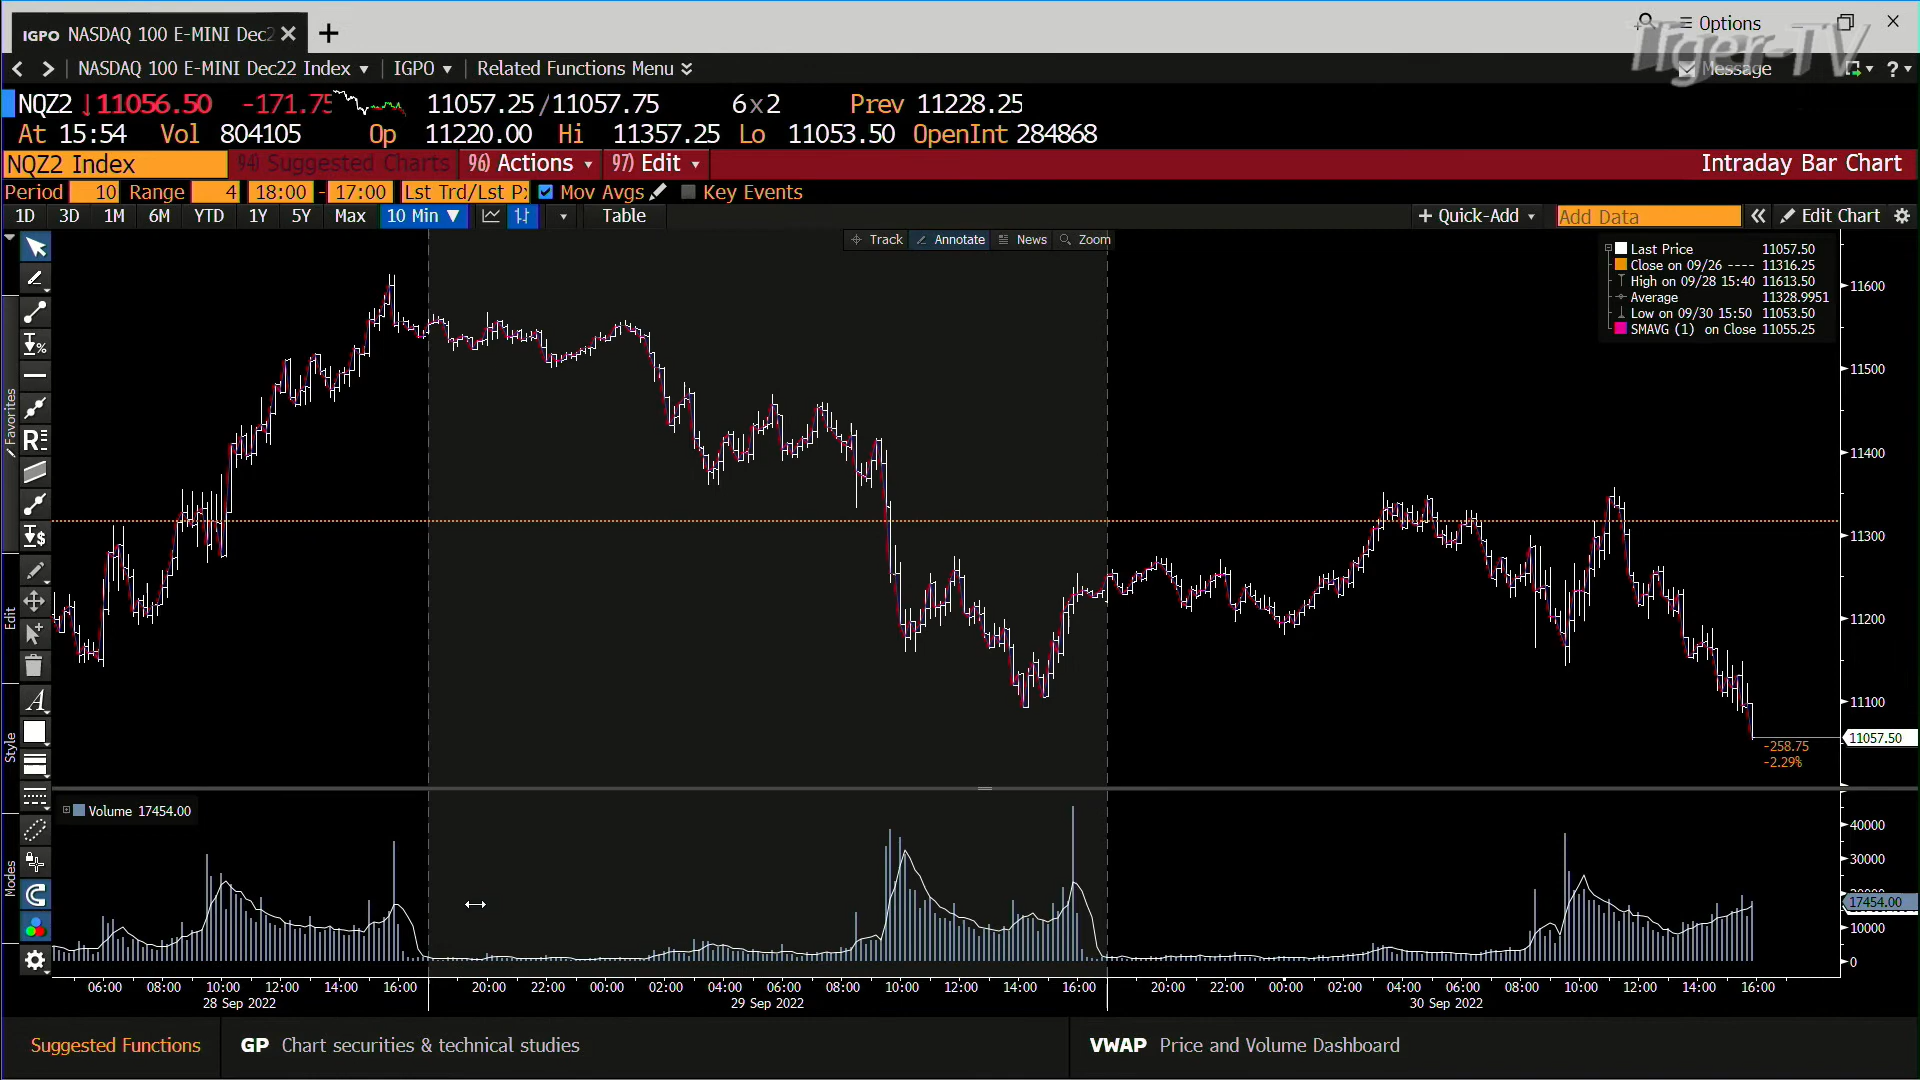 IGPO NASDAQ 100 E-MINI Dec22
Options
Tiger-TV
NASDAQ 100 E-MINI Dec22 Index IGPO Related Functions Menu
Message ?
NQZ2 ↓11056.50 -171.75 11057.25/11057.75 6x2 Prev 11228.25
At 15:54 Vol 804105 Op 11220.00 Hi 11357.25 Lo 11053.50 OpenInt 284868
NQZ2 Index 94) Suggested Charts 96) Actions 97) Edit Intraday Bar Chart
Period 10 Range 4 18:00 - 17:00 Lst Trd/Lst Px Mov Avgs Key Events
1D 3D 1M 6M YTD 1Y 5Y Max 10 Min ▼ Table + Quick-Add Add Data « Edit Chart
Track Annotate News Zoom
Last Price 11057.50
Close on 09/26 ---- 11316.25
High on 09/28 15:40 11613.50
Average 11328.9951
Low on 09/30 15:50 11053.50
SMAVG (1) on Close 11055.25
Favorites
Edit
Style
Modes
%
R
$
A
11600
11500
11400
11300
11200
11100
11057.50
-258.75
-2.29%
Volume 17454.00
40000
30000
17454.00
10000
0
06:00 08:00 10:00 12:00 14:00 16:00 20:00 22:00 00:00 02:00 04:00 06:00 08:00 10:00 12:00 14:00 16:00 20:00 22:00 00:00 02:00 04:00 06:00 08:00 10:00 12:00 14:00 16:00
28 Sep 2022 29 Sep 2022 30 Sep 2022
Suggested Functions GP Chart securities & technical studies VWAP Price and Volume Dashboard